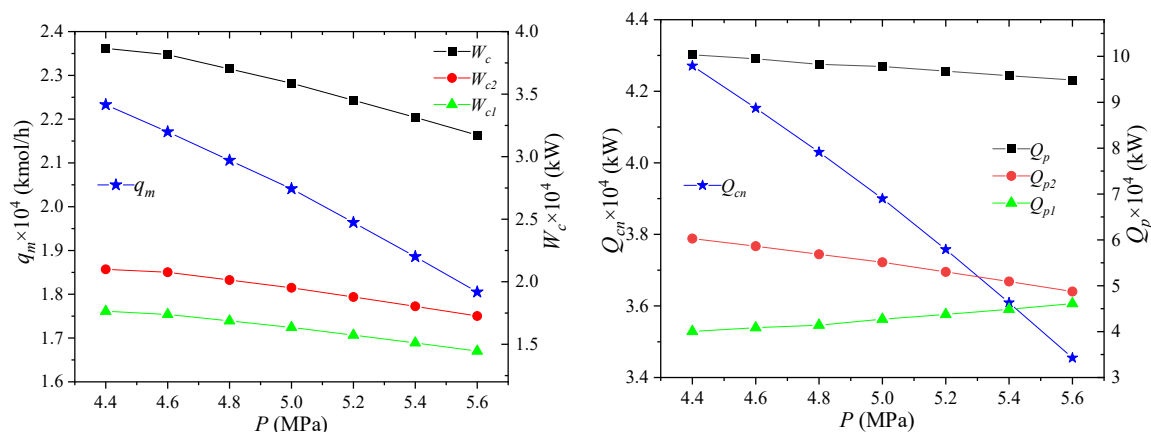 2.4
2.3
2.2
2.1
2.0
1.9
1.8
1.7
1.6
q_m×10^4 (kmol/h)
4.0
3.5
3.0
2.5
2.0
1.5
W_c×10^4 (kW)
W_c
W_c2
W_c1
q_m
4.4 4.6 4.8 5.0 5.2 5.4 5.6
P (MPa)
4.4
4.2
4.0
3.8
3.6
3.4
Q_cn×10^4 (kW)
10
9
8
7
6
5
4
3
Q_p×10^4 (kW)
Q_p
Q_p2
Q_p1
Q_cn
4.4 4.6 4.8 5.0 5.2 5.4 5.6
P (MPa)